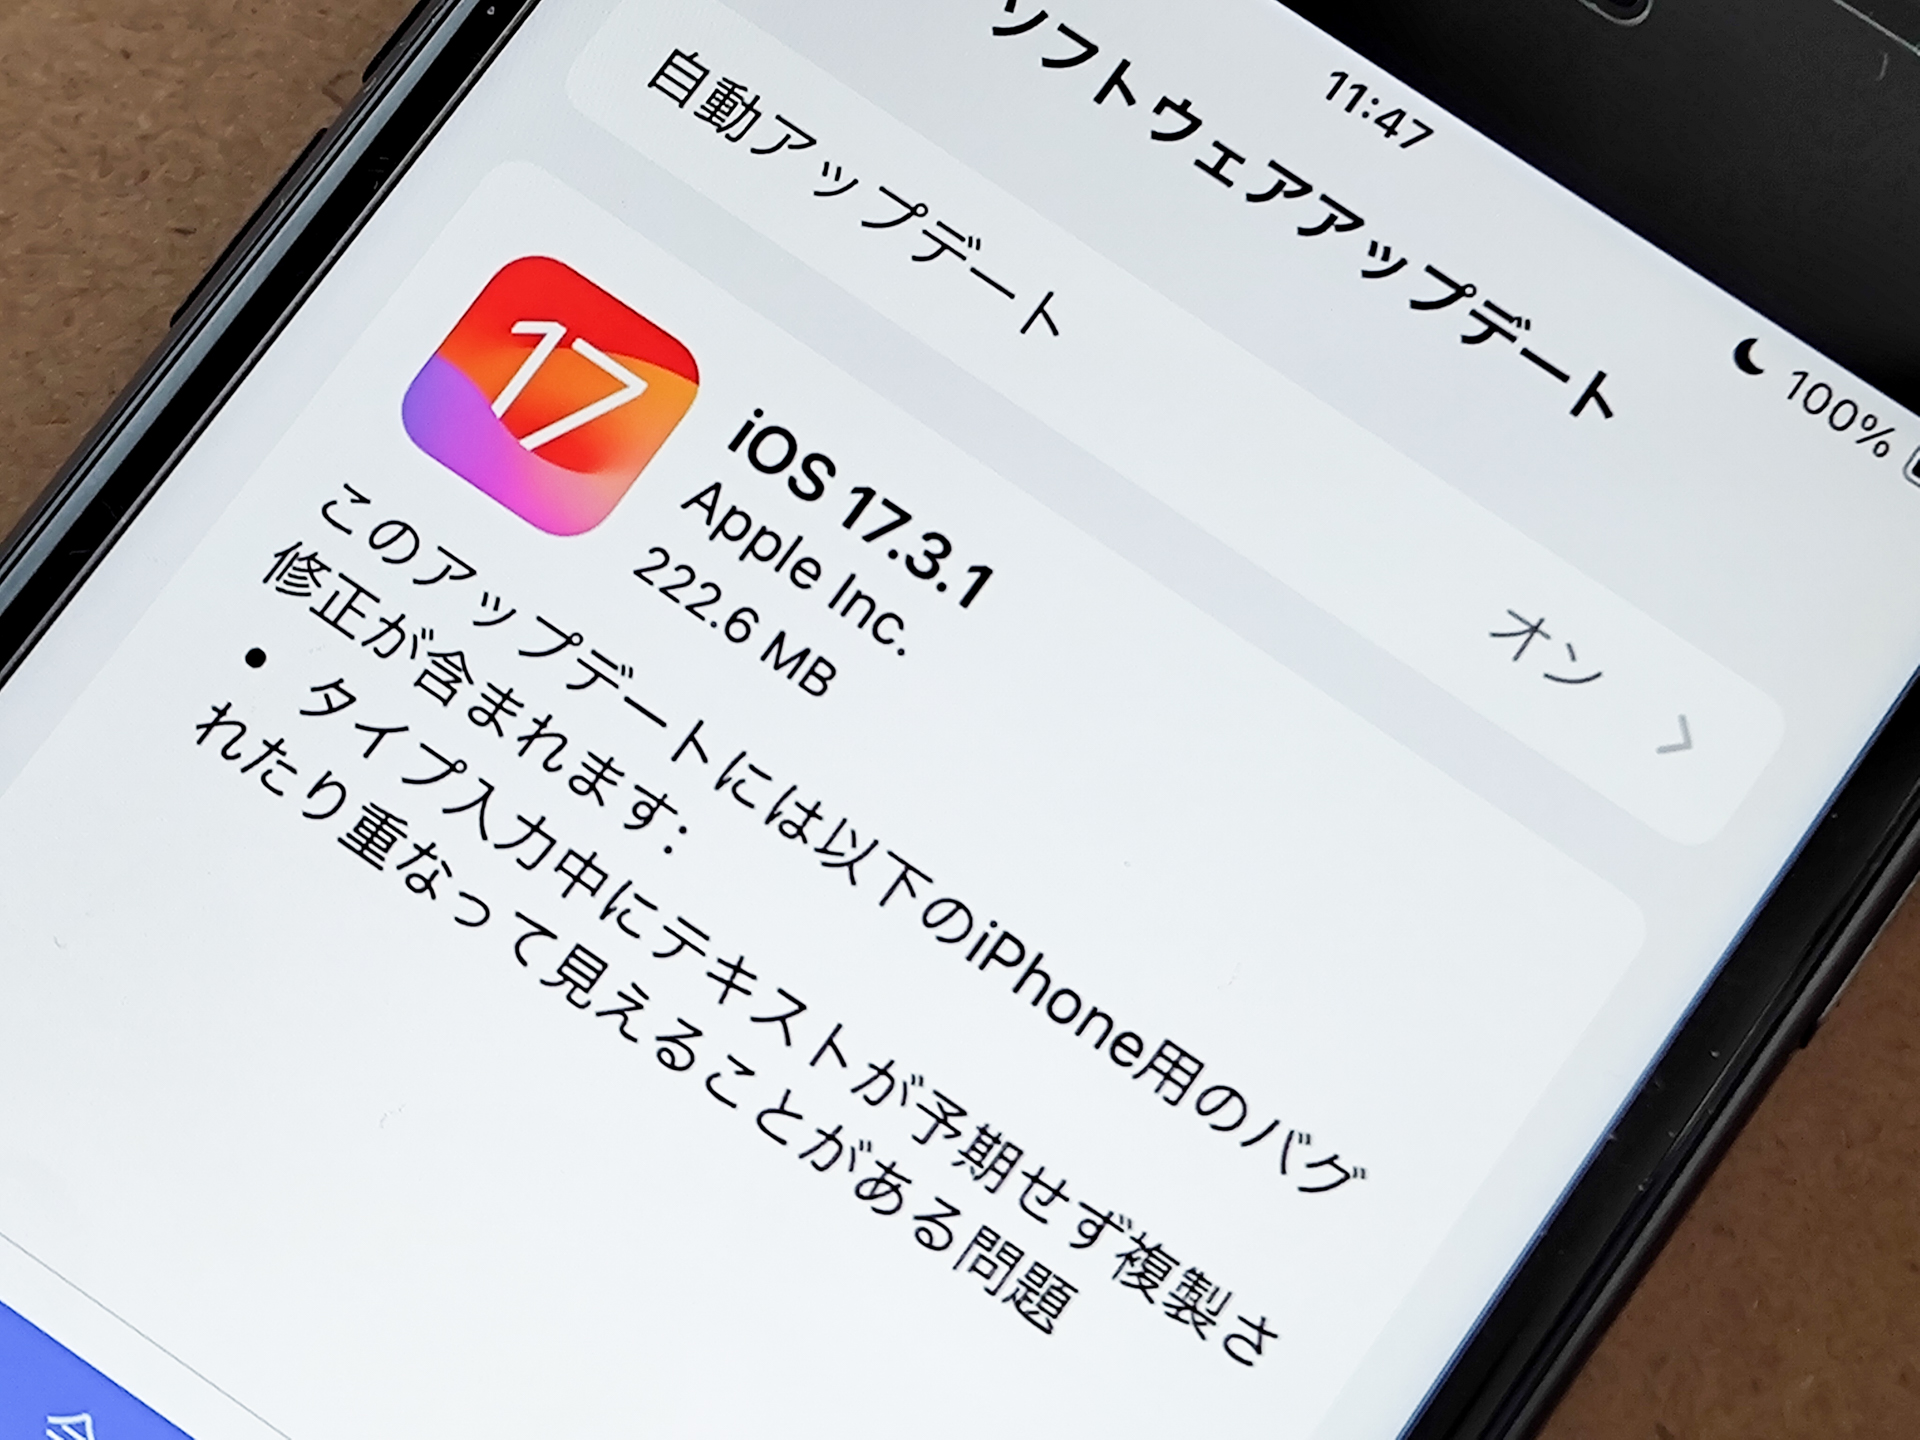 11:47
100%
ソフトウェアアップデート
自動アップデート
オン
17
iOS 17.3.1
Apple Inc.
222.6 MB
このアップデートには以下のiPhone用のバグ
修正が含まれます:
• タイプ入力中にテキストが予期せず複製さ
れたり重なって見えることがある問題